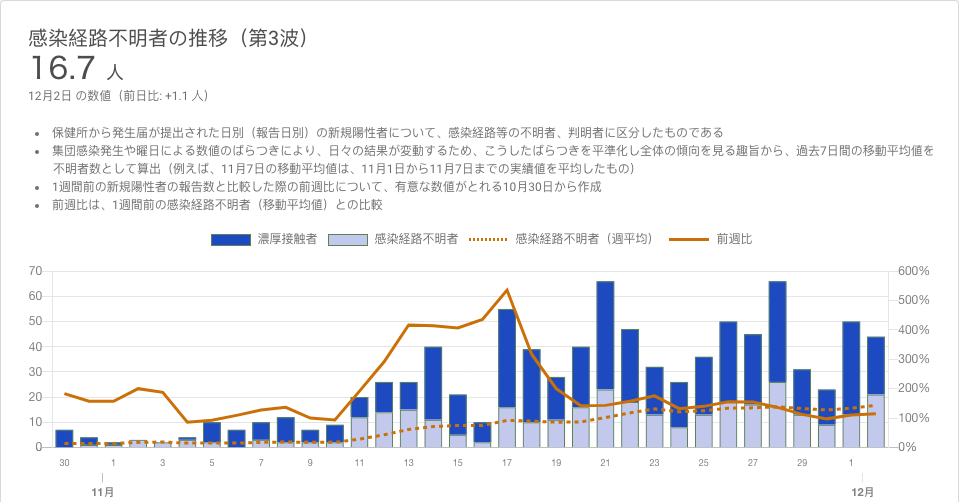 感染経路不明者の推移（第3波）
16.7 人
12月2日 の数値（前日比: +1.1 人）
• 保健所から発生届が提出された日別（報告日別）の新規陽性者について、感染経路等の不明者、判明者に区分したものである
• 集団感染発生や曜日による数値のばらつきにより、日々の結果が変動するため、こうしたばらつきを平準化し全体の傾向を見る趣旨から、過去7日間の移動平均値を
不明者数として算出（例えば、11月7日の移動平均値は、11月1日から11月7日までの実績値を平均したもの）
• 1週間前の新規陽性者の報告数と比較した際の前週比について、有意な数値がとれる10月30日から作成
• 前週比は、1週間前の感染経路不明者（移動平均値）との比較
濃厚接触者 感染経路不明者 感染経路不明者（週平均） 前週比
70 600%
60 500%
50 400%
40 300%
30 200%
20 100%
10 0%
0
30 1 3 5 7 9 11 13 15 17 19 21 23 25 27 29 1
11月 12月